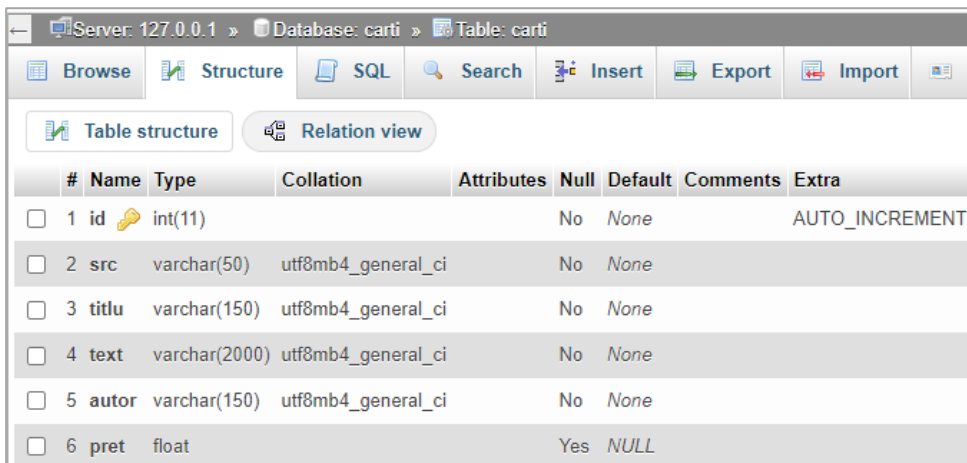 ← Server: 127.0.0.1 » Database: carti » Table: carti
Browse Structure SQL Search Insert Export Import
Table structure Relation view
# Name Type Collation Attributes Null Default Comments Extra
1 id int(11) No None AUTO_INCREMENT
2 src varchar(50) utf8mb4_general_ci No None
3 titlu varchar(150) utf8mb4_general_ci No None
4 text varchar(2000) utf8mb4_general_ci No None
5 autor varchar(150) utf8mb4_general_ci No None
6 pret float Yes NULL